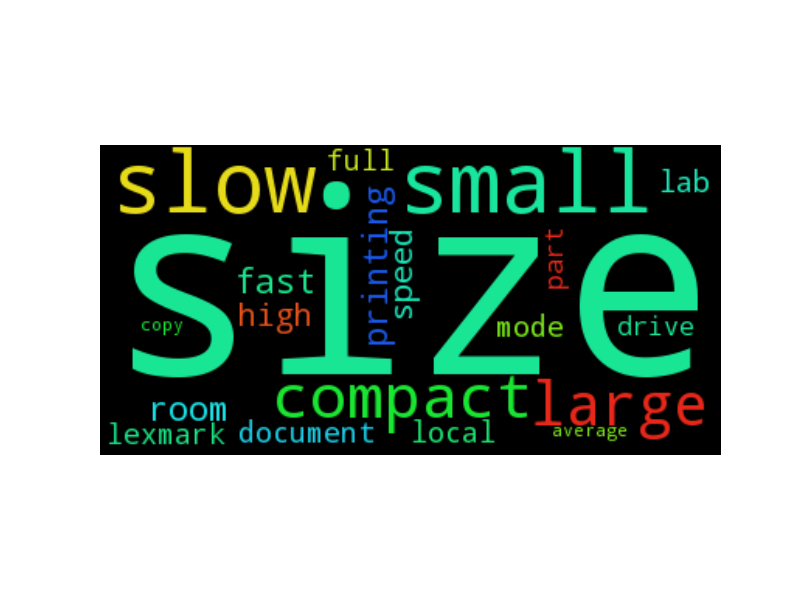 full
slow
small
lab
size
printing
speed
part
fast
high
copy
mode
drive
compact
large
room
lexmark
document
local
average